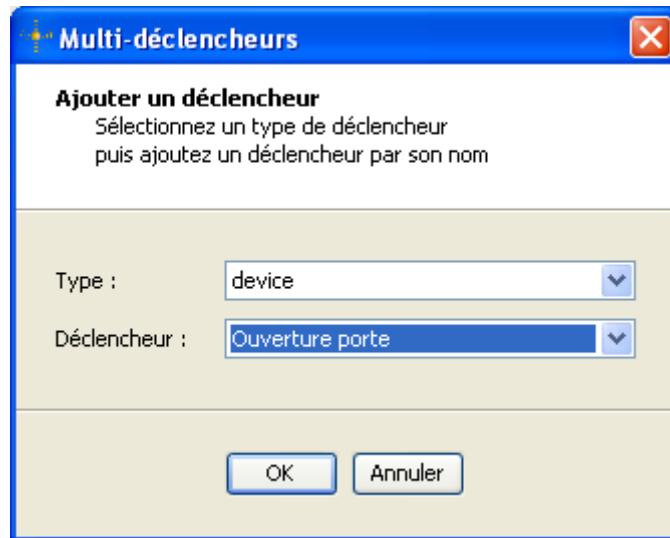 Multi-déclencheurs
Ajouter un déclencheur
Sélectionnez un type de déclencheur
puis ajoutez un déclencheur par son nom
Type : device
Déclencheur : Ouverture porte
OK Annuler